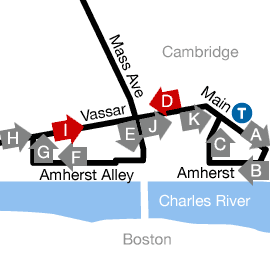 Mass Ave
Cambridge
Main
D
T
Vassar
K
H
I
E
J
A
G
F
C
B
Amherst Alley
Amherst
Charles River
Boston